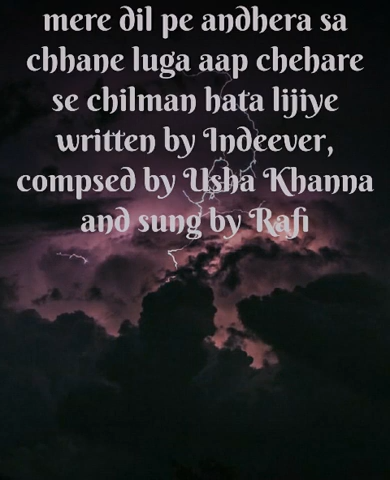 mere dil pe andhera sa
chhane luga aap chehare
se chilman hata lijiye
written by Indeever,
compsed by Usha Khanna
and sung by Rafi